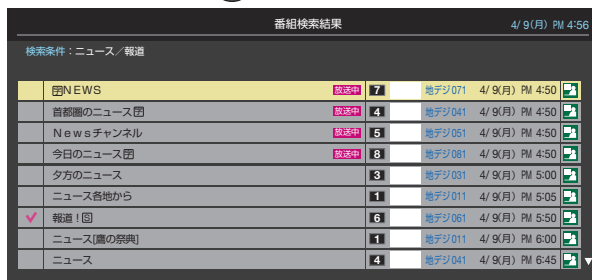 番組検索結果 4/ 9(月) PM 4:56
検索条件：ニュース／報道
字NEWS 放送中 7 地デジ071 4/ 9(月) PM 4:50
首都圏のニュース字 放送中 4 地デジ041 4/ 9(月) PM 4:50
Newsチャンネル 放送中 5 地デジ051 4/ 9(月) PM 4:50
今日のニュース字 放送中 8 地デジ081 4/ 9(月) PM 4:50
夕方のニュース 3 地デジ031 4/ 9(月) PM 5:00
ニュース各地から 1 地デジ011 4/ 9(月) PM 5:05
報道！S 6 地デジ061 4/ 9(月) PM 5:50
ニュース[鷹の祭典] 1 地デジ011 4/ 9(月) PM 6:00
ニュース 4 地デジ041 4/ 9(月) PM 6:45